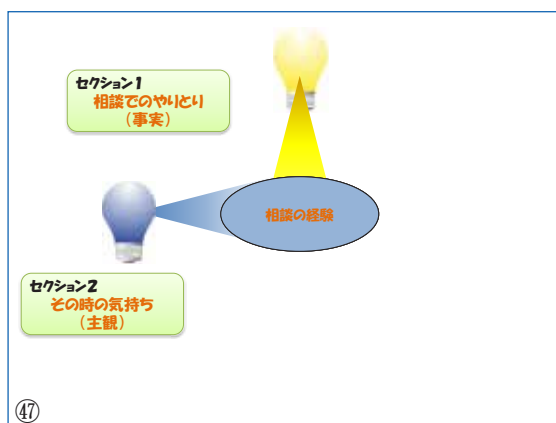 セクション1
相談でのやりとり
(事実)
相談の経験
セクション2
その時の気持ち
(主観)
㊼